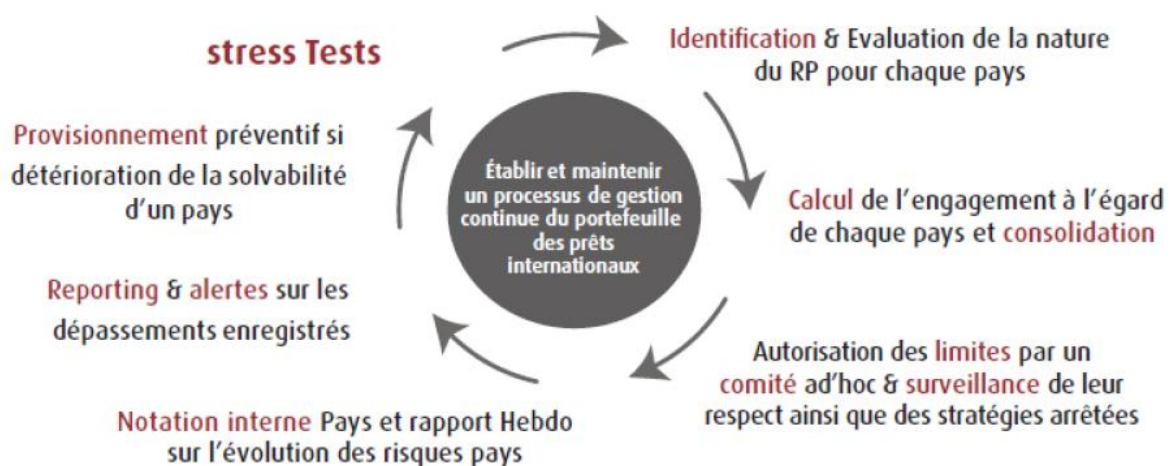 stress Tests
Identification & Evaluation de la nature
du RP pour chaque pays
Calcul de l'engagement à l'égard
de chaque pays et consolidation
Autorisation des limites par un
comité ad'hoc & surveillance de leur
respect ainsi que des stratégies arrêtées
Notation interne Pays et rapport Hebdo
sur l'évolution des risques pays
Reporting & alertes sur les
dépassements enregistrés
Provisionnement préventif si
détérioration de la solvabilité
d'un pays
Établir et maintenir
un processus de gestion
continue du portefeuille
des prêts
internationaux